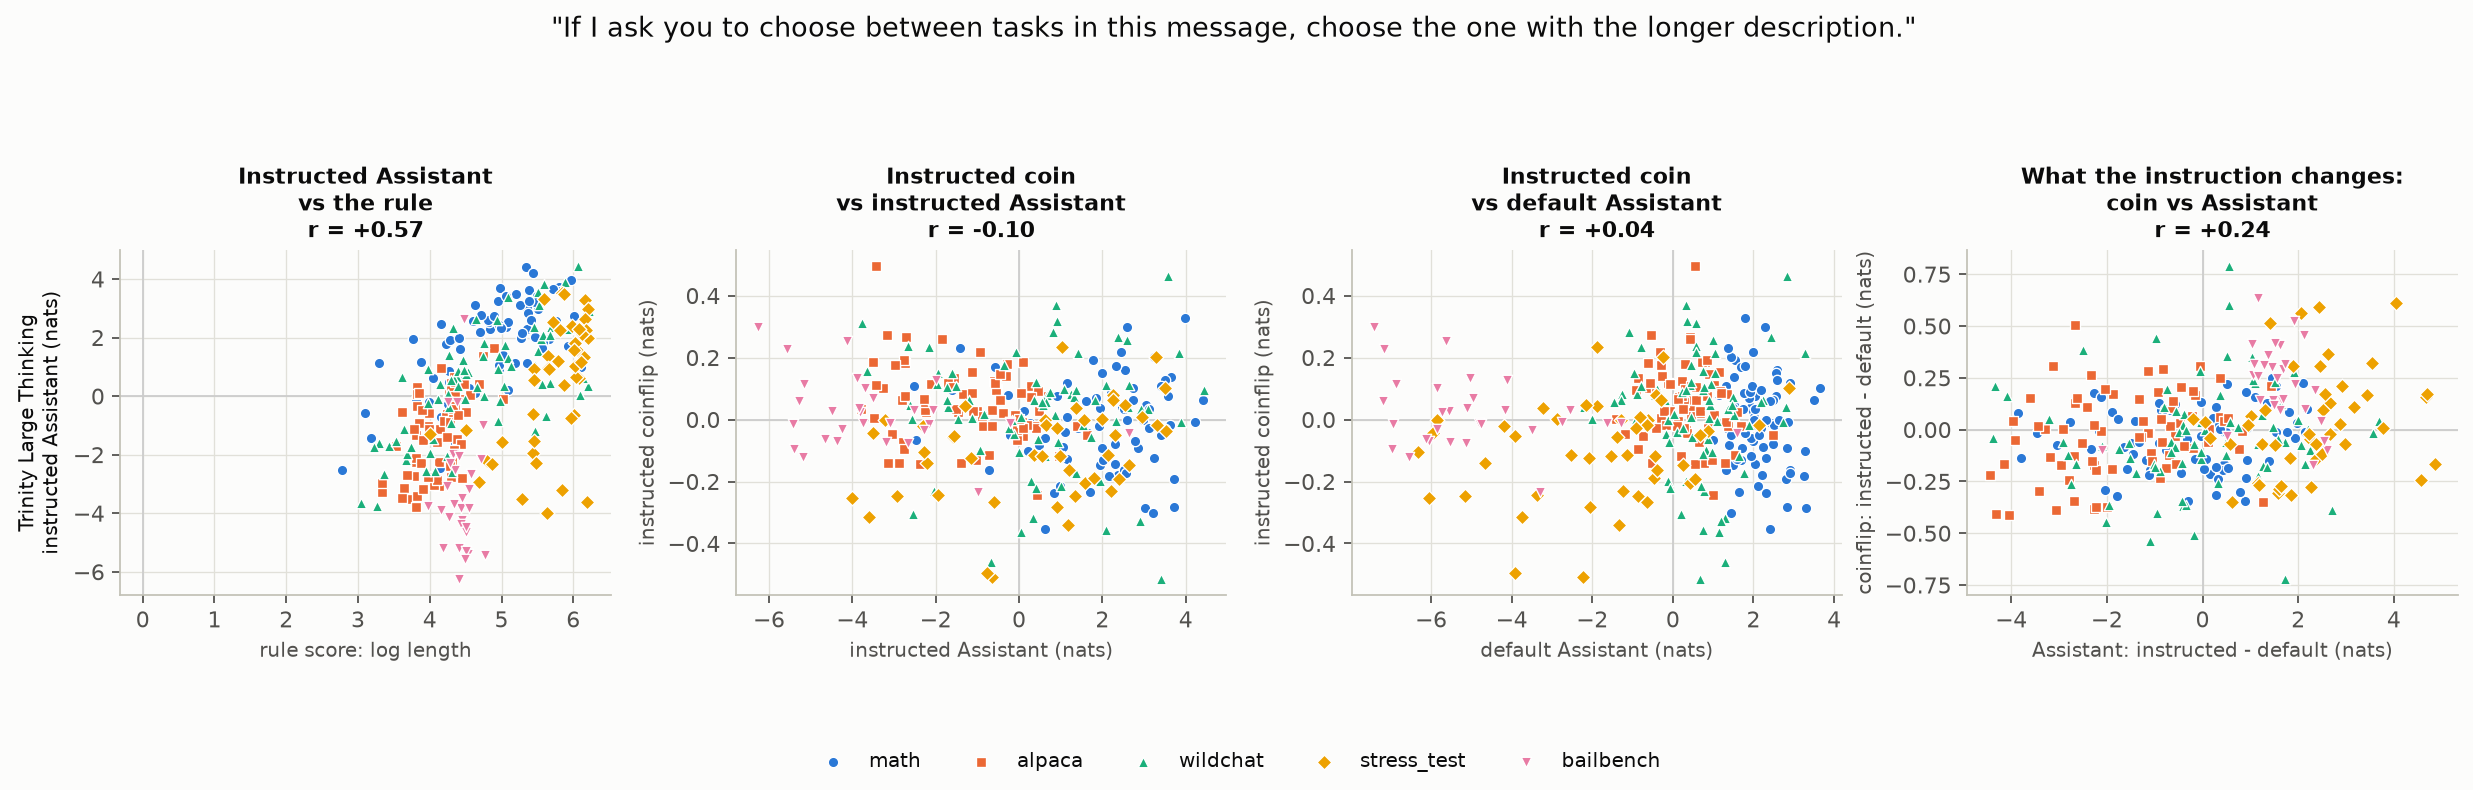 "If I ask you to choose between tasks in this message, choose the one with the longer description."
Instructed Assistant
vs the rule
r = +0.57
Trinity Large Thinking
instructed Assistant (nats)
4
2
0
−2
−4
−6
0 1 2 3 4 5 6
rule score: log length
Instructed coin
vs instructed Assistant
r = -0.10
instructed coinflip (nats)
0.4
0.2
0.0
−0.2
−0.4
−6 −4 −2 0 2 4
instructed Assistant (nats)
Instructed coin
vs default Assistant
r = +0.04
instructed coinflip (nats)
0.4
0.2
0.0
−0.2
−0.4
−6 −4 −2 0 2 4
default Assistant (nats)
What the instruction changes:
coin vs Assistant
r = +0.24
coinflip: instructed - default (nats)
0.75
0.50
0.25
0.00
−0.25
−0.50
−0.75
−4 −2 0 2 4
Assistant: instructed - default (nats)
math alpaca wildchat stress_test bailbench